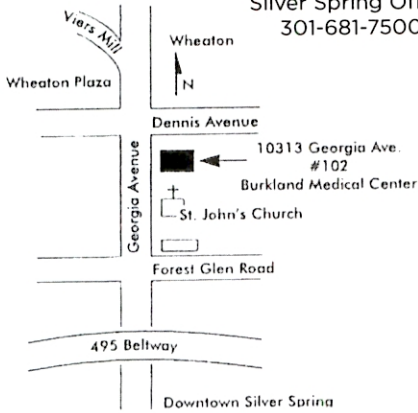 Silver Spring Off
301-681-7500
Viers Mill
Wheaton
Wheaton Plaza
N
Dennis Avenue
Georgia Avenue
10313 Georgia Ave.
#102
Burkland Medical Center
St. John's Church
Forest Glen Road
495 Beltway
Downtown Silver Spring